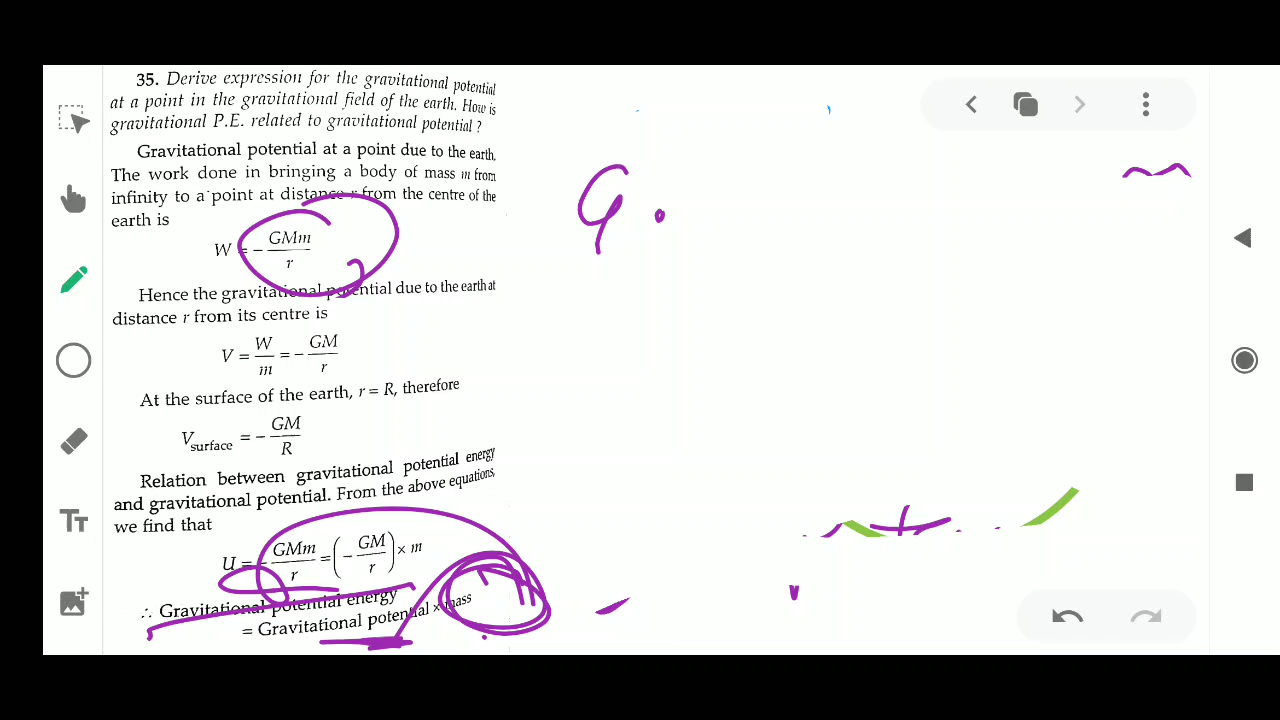 35. Derive expression for the gravitational potential
at a point in the gravitational field of the earth. How is
gravitational P.E. related to gravitational potential ?
Gravitational potential at a point due to the earth.
The work done in bringing a body of mass m from
infinity to a point at distance r from the centre of the
earth is
W = - GMm / r
Hence the gravitational potential due to the earth at
distance r from its centre is
V = W / m = - GM / r
At the surface of the earth, r = R, therefore
V surface = - GM / R
Relation between gravitational potential energy
and gravitational potential. From the above equations,
we find that
U = - GMm / r = ( - GM / r ) × m
∴ Gravitational potential energy
= Gravitational potential × mass
Tт